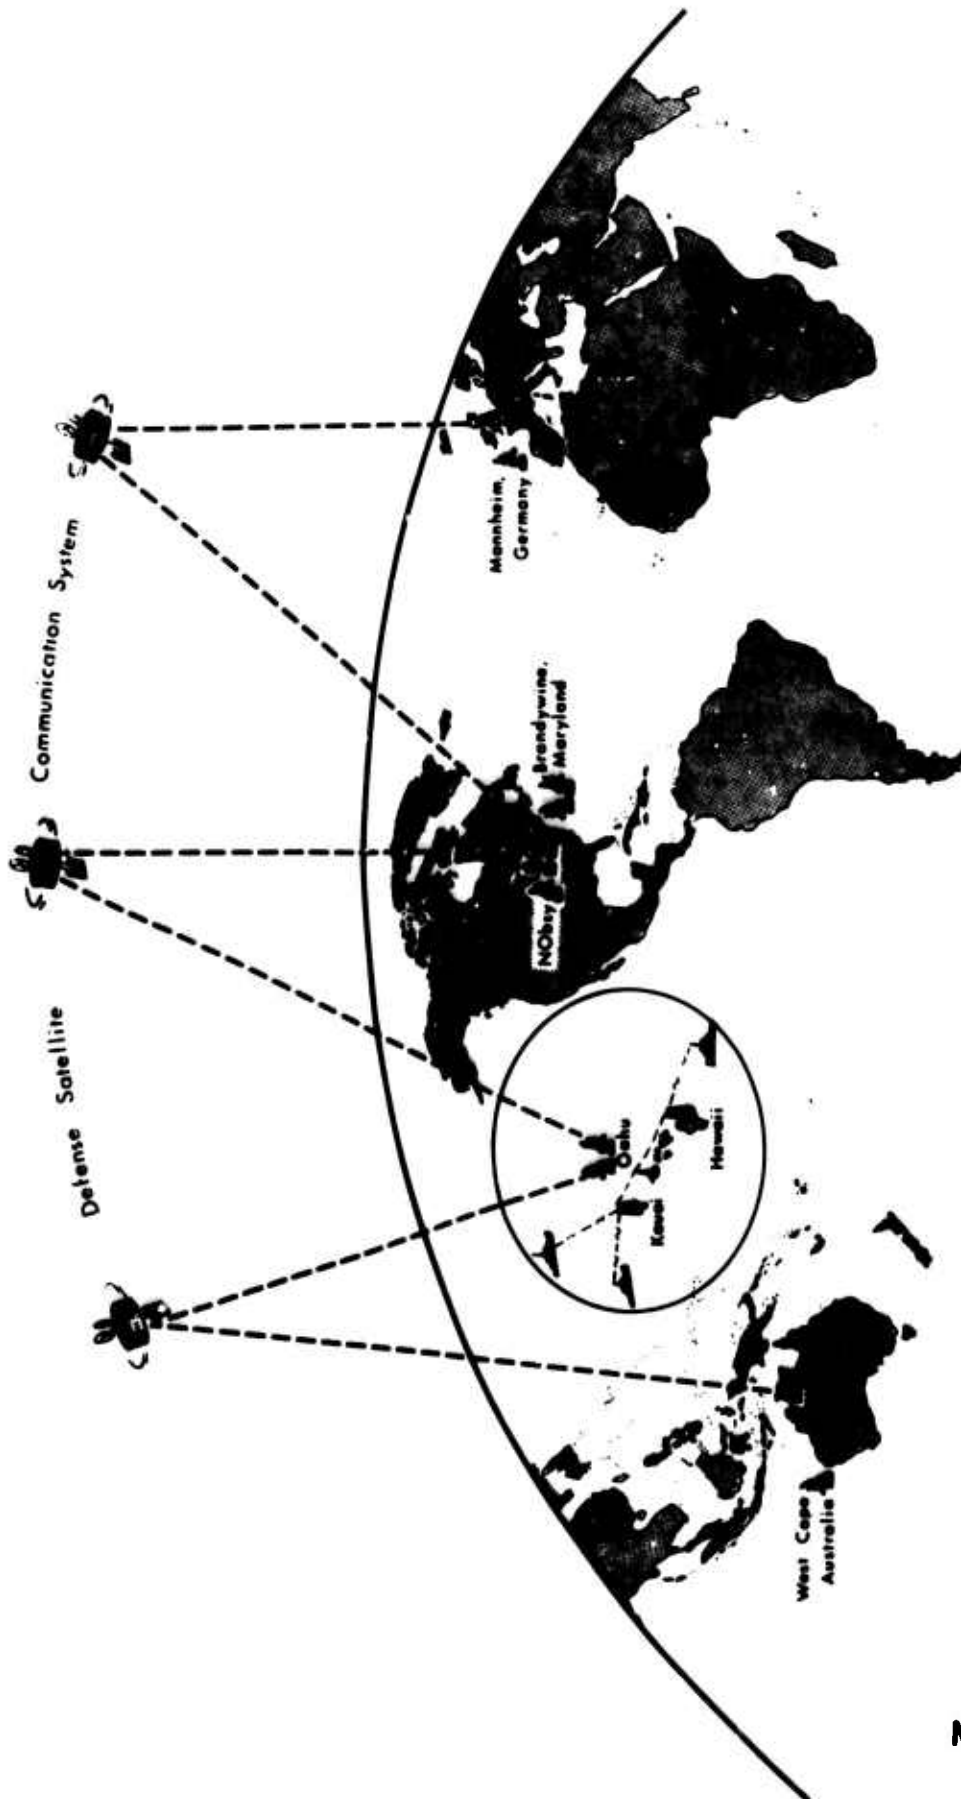 Defense Satellite Communication System
Mannheim,
Germany
Brandywine,
Maryland
NObsy
Oahu
Kauai
Hawaii
West Cape
Australia